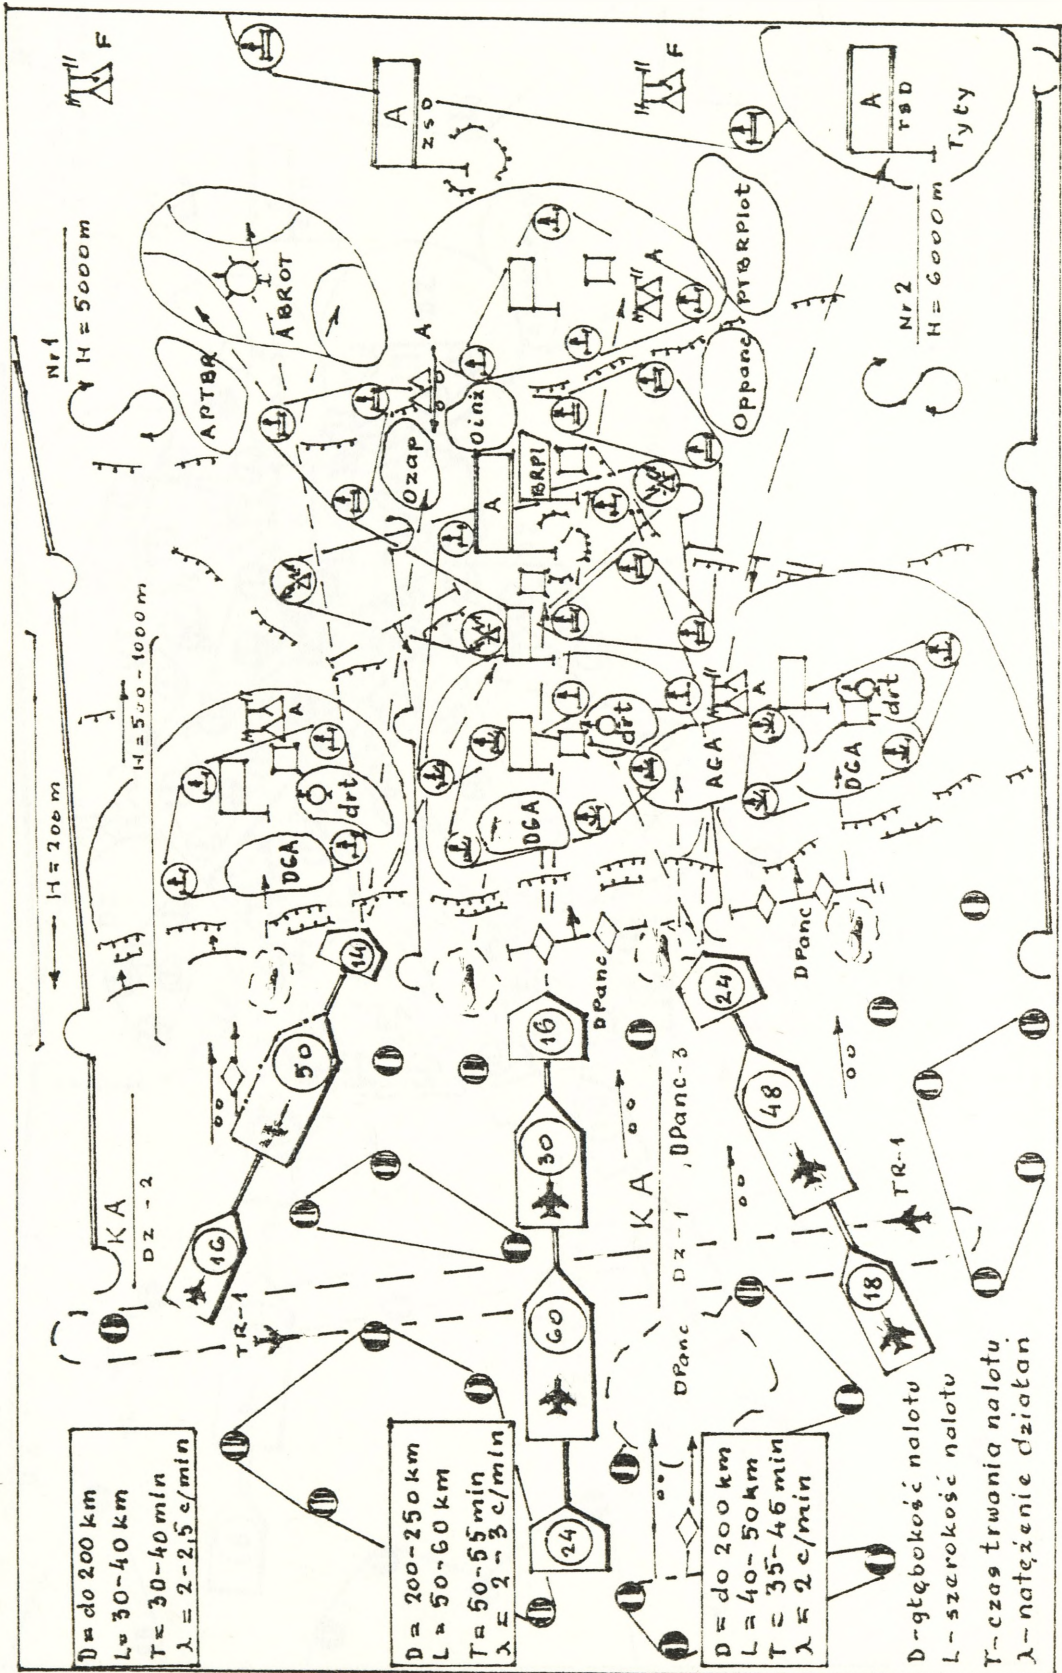 D = do 200 km
L = 30-40 km
T = 30-40 min
λ = 2-2,5 c/min
D = 200-250 km
L = 50-60 km
T = 50-55 min
λ = 2-3 c/min
D = do 200 km
L = 40-50 km
T = 35-45 min
λ = 2 c/min
D-głębokość nalotu
L-szerokość nalotu
T-czas trwania nalotu
λ-natężenie działań
H = 200 m
H = 500-1000 m
Nr 1
H = 5000 m
Nr 2
H = 6000 m
KA
DZ-2
KA
DZ-1, DPanc-3
DPanc
DPanc
DPanc
TR-1
TR-1
16
50
14
24
60
30
16
18
48
24
DGA
drt
A
DGA
drt
AGA
A
DGA
drt
APTBR
ABROT
A
Ozap
Oinż
A
BRPl
A
Oppanc
PTBRPlot
F
A
ZSD
F
A
TSD
Tyły